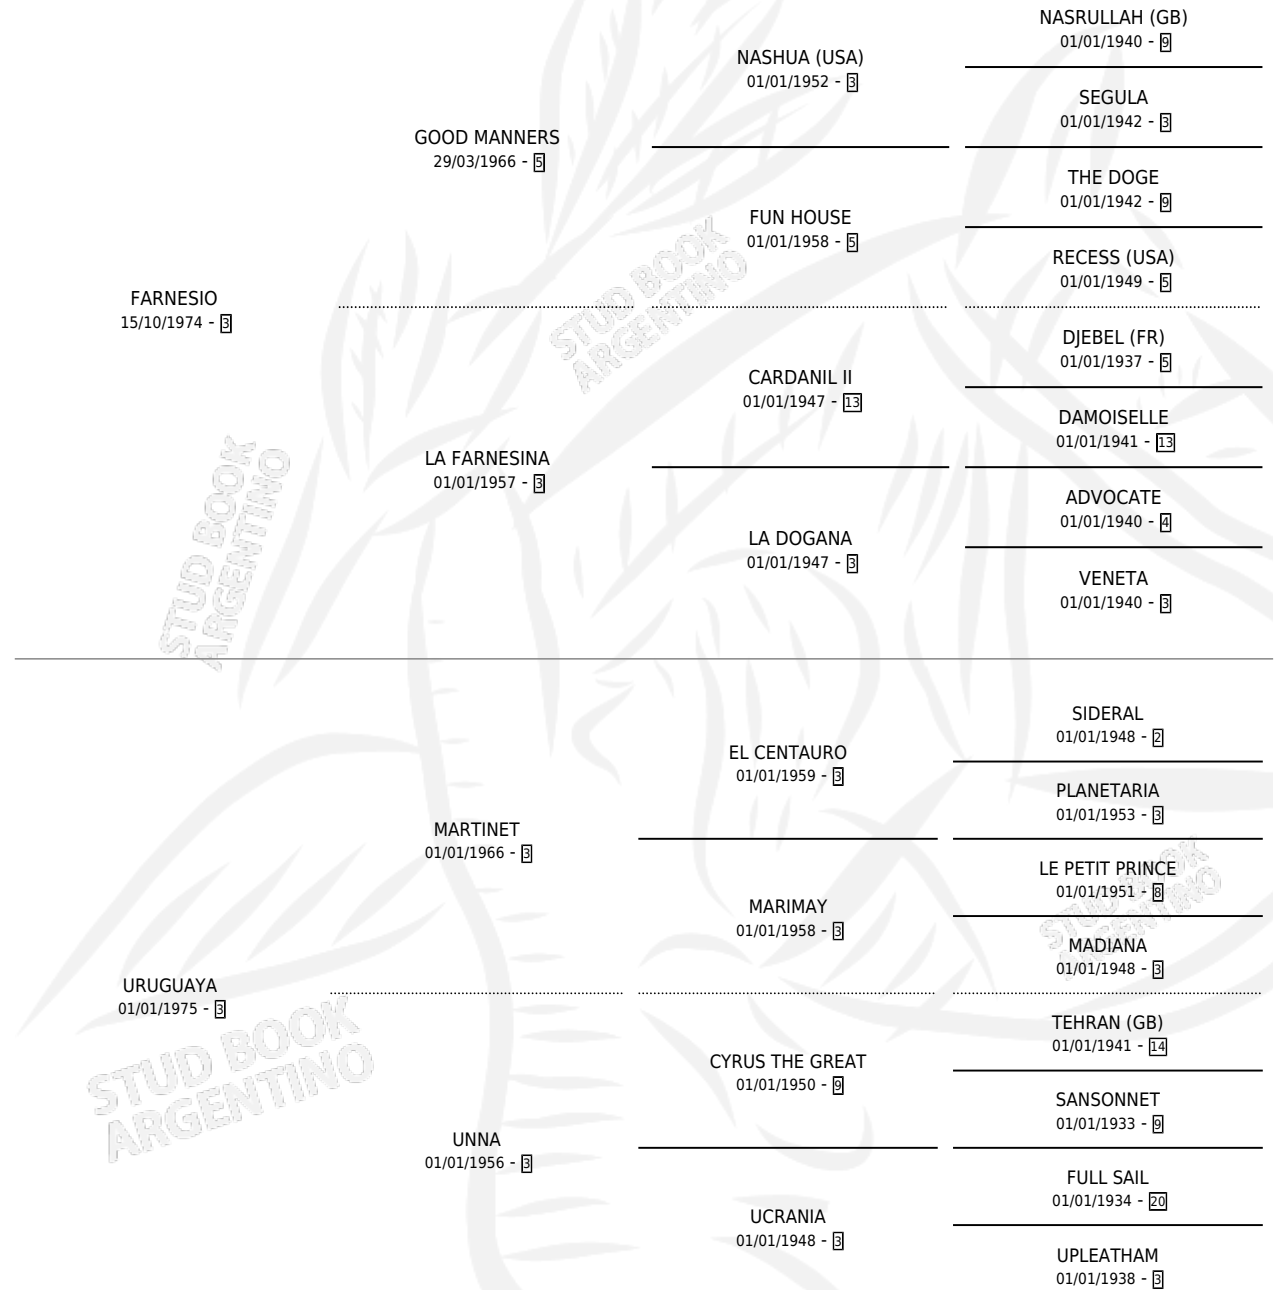 NASRULLAH (GB)
01/01/1940 - 9
NASHUA (USA)
01/01/1952 - 3
SEGULA
01/01/1942 - 3
GOOD MANNERS
29/03/1966 - 5
THE DOGE
01/01/1942 - 9
FUN HOUSE
01/01/1958 - 5
RECESS (USA)
01/01/1949 - 5
FARNESIO
15/10/1974 - 3
DJEBEL (FR)
01/01/1937 - 5
CARDANIL II
01/01/1947 - 13
DAMOISELLE
01/01/1941 - 13
LA FARNESINA
01/01/1957 - 3
ADVOCATE
01/01/1940 - 4
LA DOGANA
01/01/1947 - 3
VENETA
01/01/1940 - 3
SIDERAL
01/01/1948 - 2
EL CENTAURO
01/01/1959 - 3
PLANETARIA
01/01/1953 - 3
MARTINET
01/01/1966 - 3
LE PETIT PRINCE
01/01/1951 - 8
MARIMAY
01/01/1958 - 3
MADIANA
01/01/1948 - 3
URUGUAYA
01/01/1975 - 3
TEHRAN (GB)
01/01/1941 - 14
CYRUS THE GREAT
01/01/1950 - 9
SANSONNET
01/01/1933 - 9
UNNA
01/01/1956 - 3
FULL SAIL
01/01/1934 - 20
UCRANIA
01/01/1948 - 3
UPLEATHAM
01/01/1938 - 3
STUD BOOK
ARGENTINO
STUD BOOK
ARGENTINO
STUD BOOK
ARGENTINO
STUD BOOK
ARGENTINO